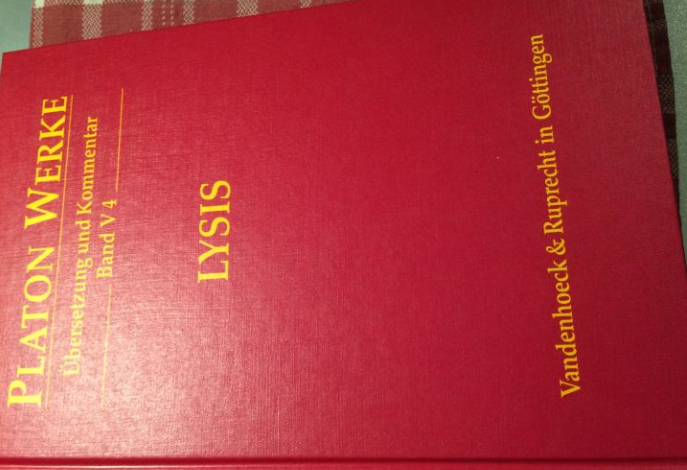 PLATON WERKE
Übersetzung und Kommentar
Band V 4
LYSIS
Vandenhoeck & Ruprecht in Göttingen